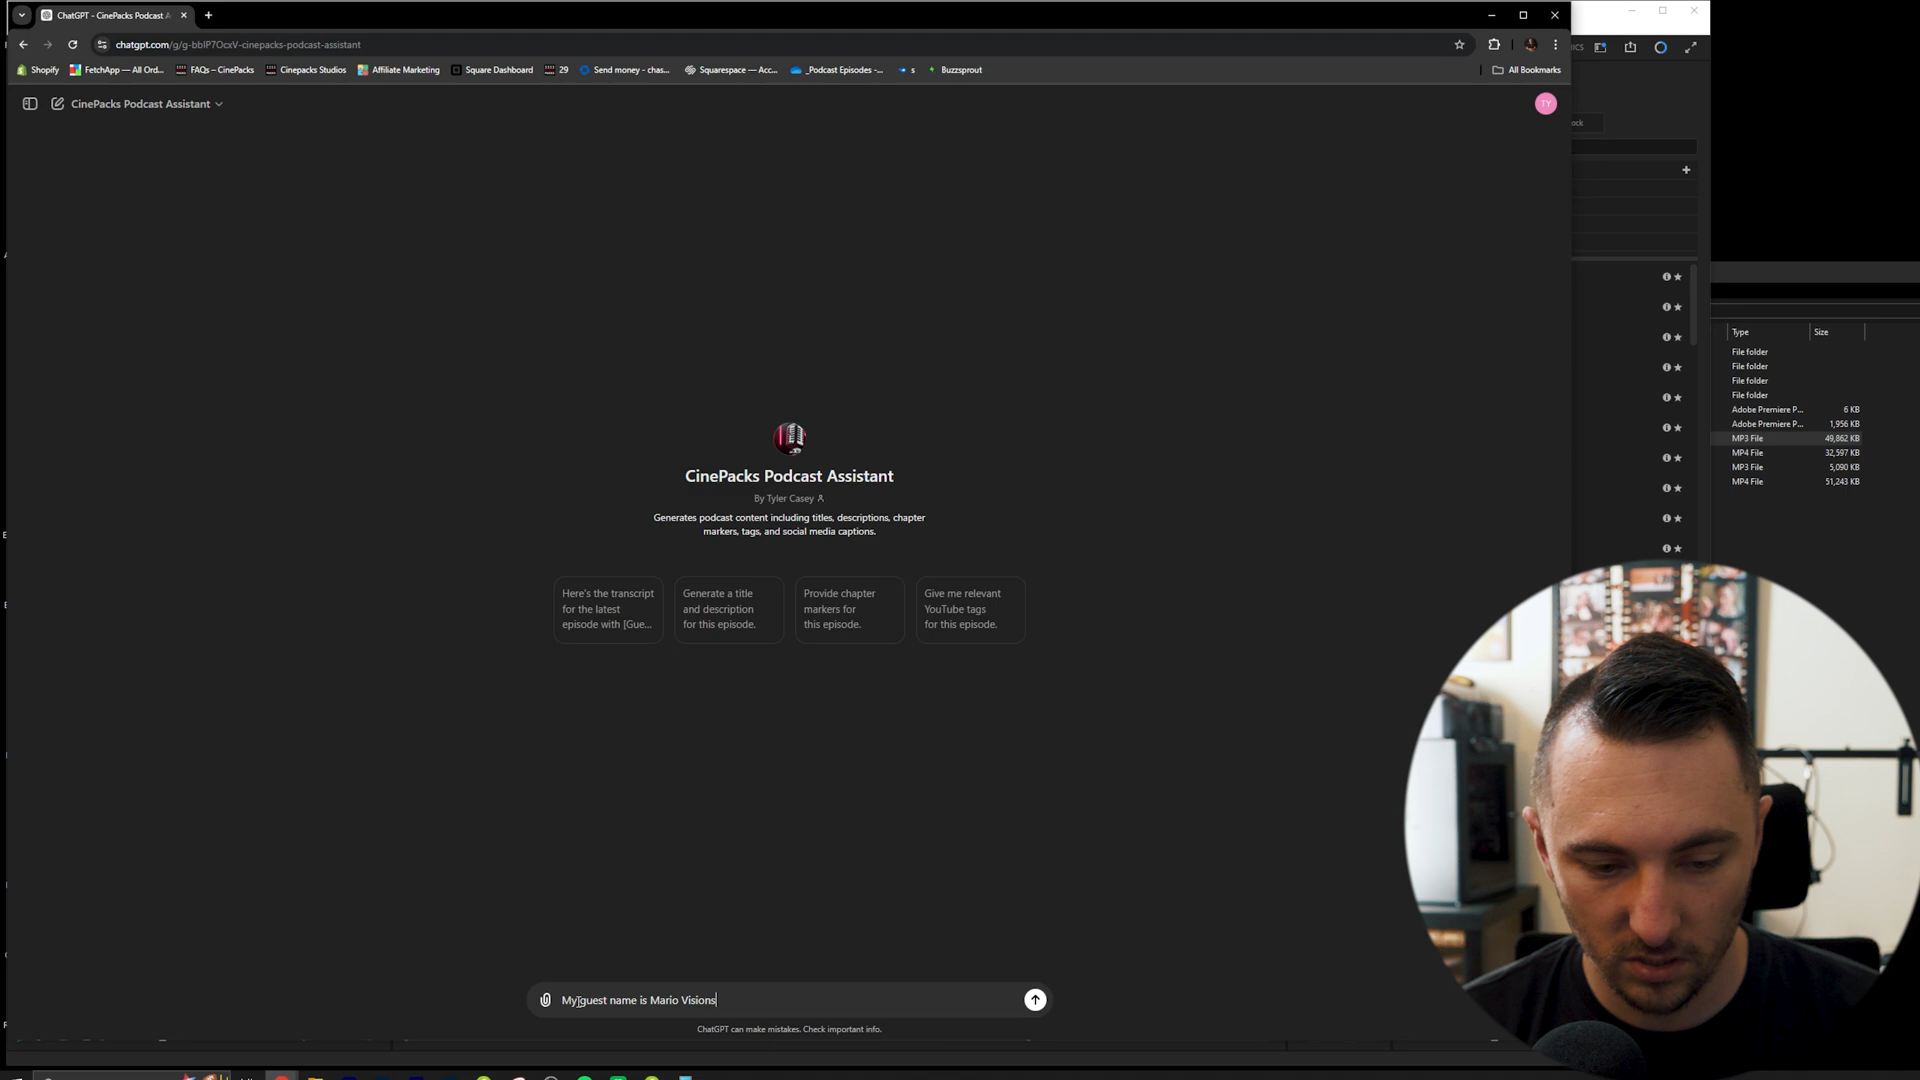 ChatGPT - CinePacks Podcast A
chatgpt.com/g/g-bbIP7OcxV-cinepacks-podcast-assistant
Shopify
FetchApp — All Ord...
FAQs – CinePacks
Cinepacks Studios
Affiliate Marketing
Square Dashboard
29
Send money - chas...
Squarespace — Acc...
_Podcast Episodes -...
s
Buzzsprout
All Bookmarks
CinePacks Podcast Assistant
TY
CinePacks Podcast Assistant
By Tyler Casey
Generates podcast content including titles, descriptions, chapter
markers, tags, and social media captions.
Here's the transcript
for the latest
episode with [Gue...
Generate a title
and description
for this episode.
Provide chapter
markers for
this episode.
Give me relevant
YouTube tags
for this episode.
My guest name is Mario Visions
ChatGPT can make mistakes. Check important info.
Type Size
File folder
File folder
File folder
File folder
Adobe Premiere P... 6 KB
Adobe Premiere P... 1,956 KB
MP3 File 49,862 KB
MP4 File 32,597 KB
MP3 File 5,090 KB
MP4 File 51,243 KB